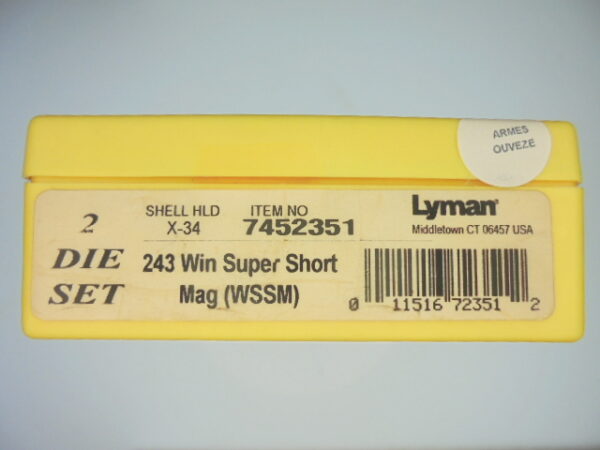 ARMES
OUVEZE
2
DIE
SET
SHELL HLD
X-34
ITEM NO
7452351
243 Win Super Short
Mag (WSSM)
Lyman®
Middletown CT 06457 USA
0 11516 72351 2